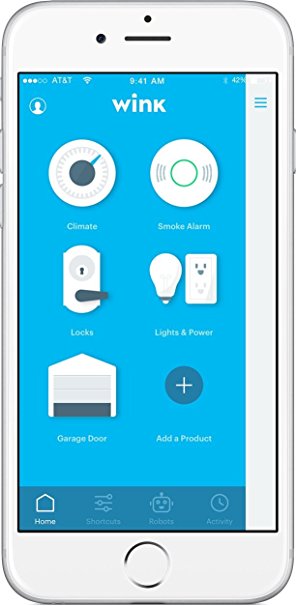 AT&T 9:41 AM 42%
wink
Climate
Smoke Alarm
Locks
Lights & Power
Garage Door
Add a Product
Home
Shortcuts
Robots
Activity